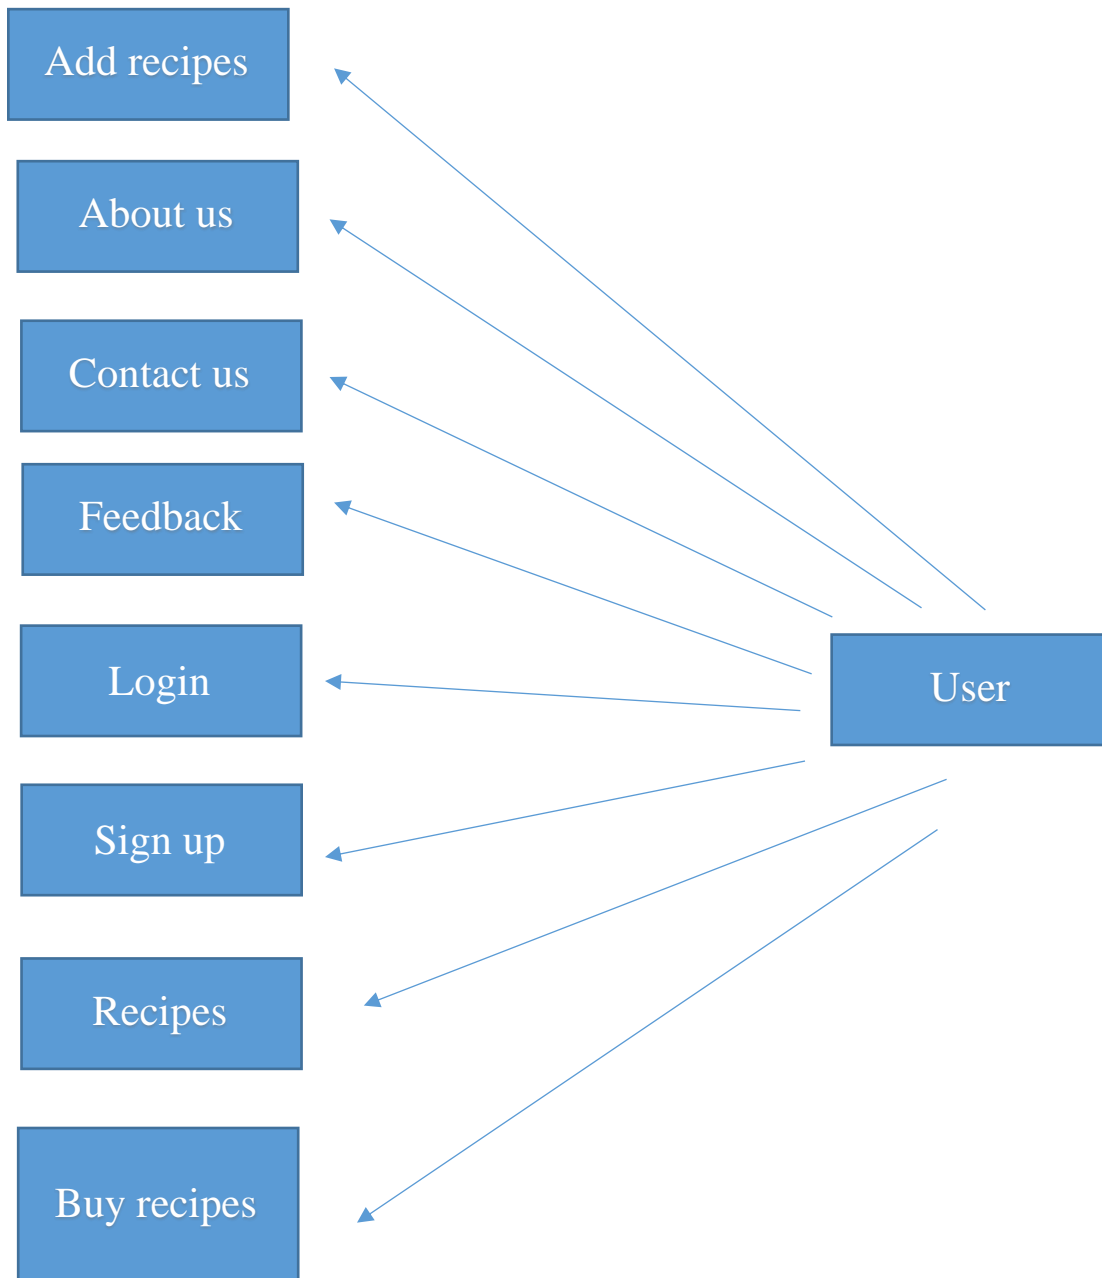 Add recipes
About us
Contact us
Feedback
Login
User
Sign up
Recipes
Buy recipes